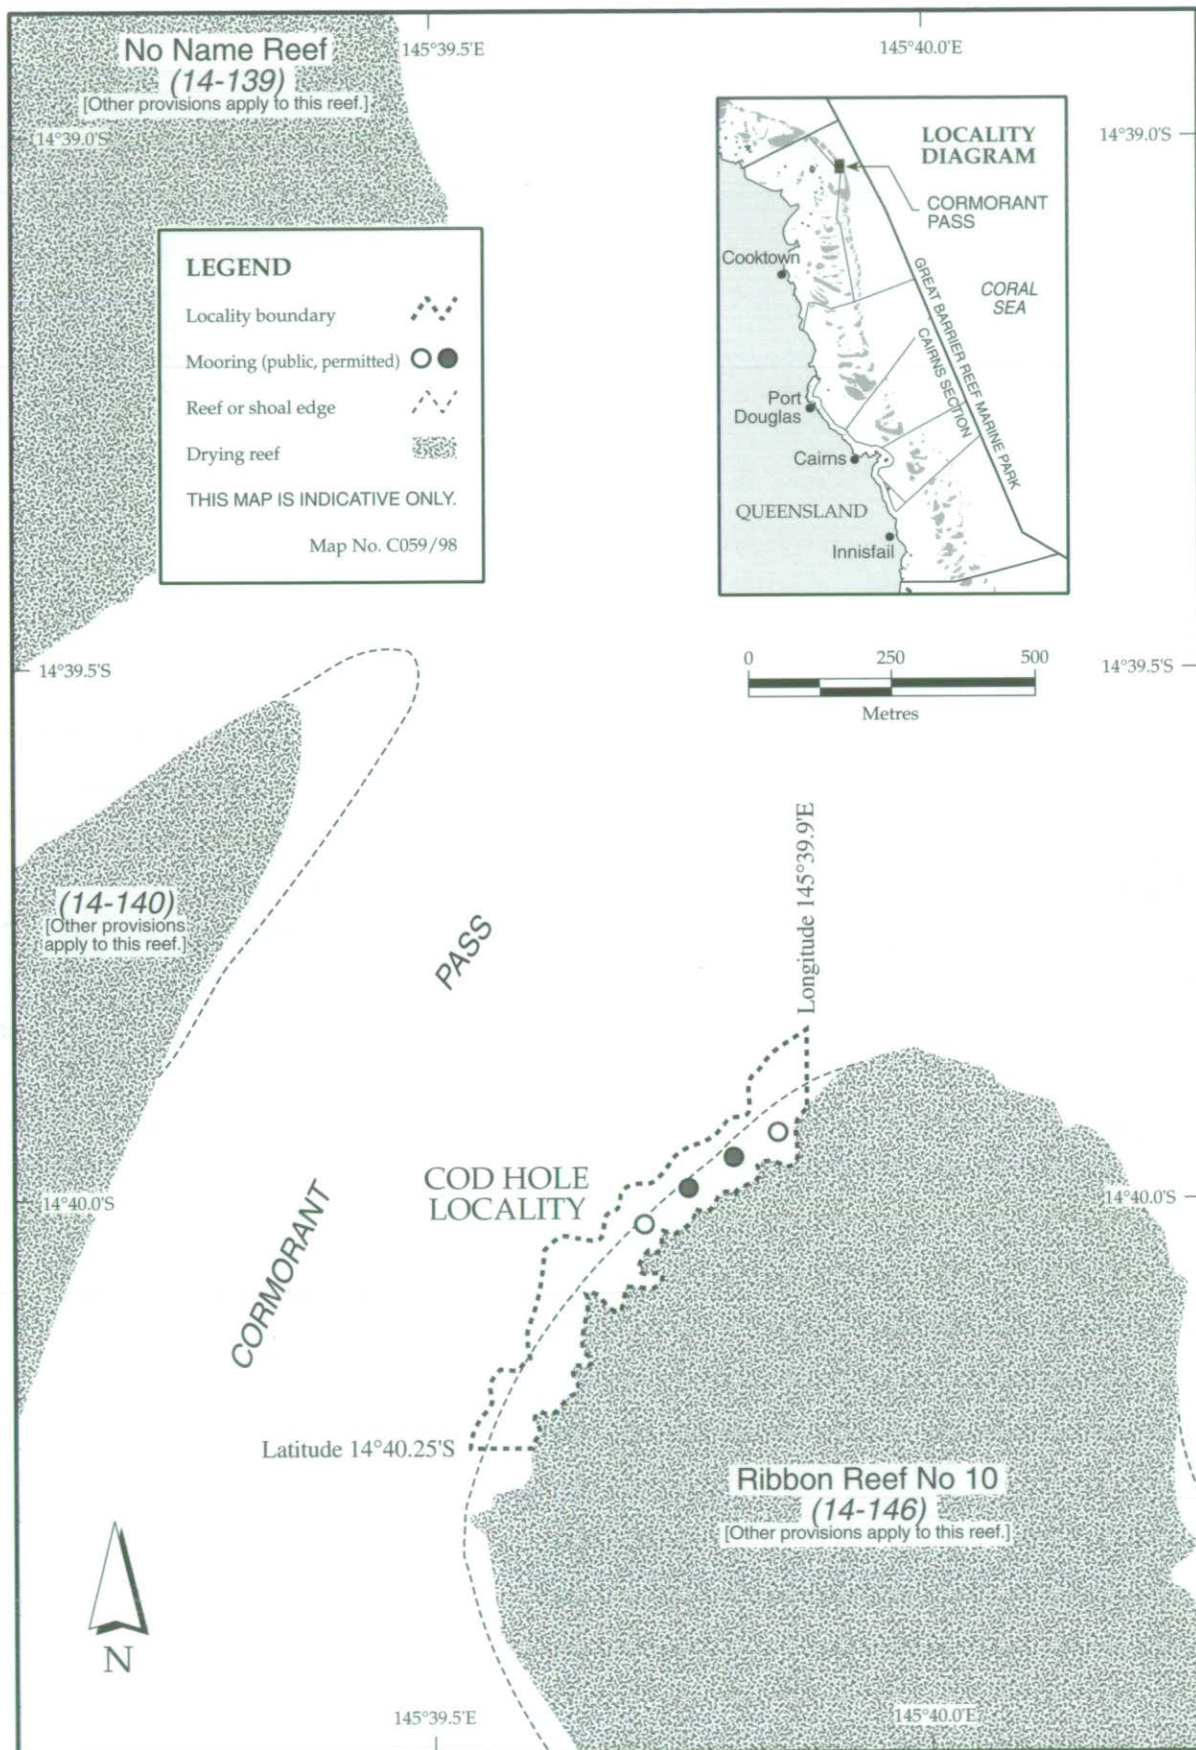 No Name Reef
(14-139)
[Other provisions apply to this reef.]
145°39.5'E
145°40.0'E
14°39.0'S
14°39.0'S
LOCALITY
DIAGRAM
CORMORANT
PASS
Cooktown
CORAL
SEA
GREAT BARRIER REEF MARINE PARK
CAIRNS SECTION
Port
Douglas
Cairns
QUEENSLAND
Innisfail
LEGEND
Locality boundary
Mooring (public, permitted)
Reef or shoal edge
Drying reef
THIS MAP IS INDICATIVE ONLY.
Map No. C059/98
14°39.5'S
0 250 500
Metres
14°39.5'S
Longitude 145°39.9'E
(14-140)
[Other provisions
apply to this reef.]
PASS
CORMORANT
COD HOLE
LOCALITY
14°40.0'S
14°40.0'S
Latitude 14°40.25'S
Ribbon Reef No 10
(14-146)
[Other provisions apply to this reef.]
N
145°39.5'E
145°40.0'E